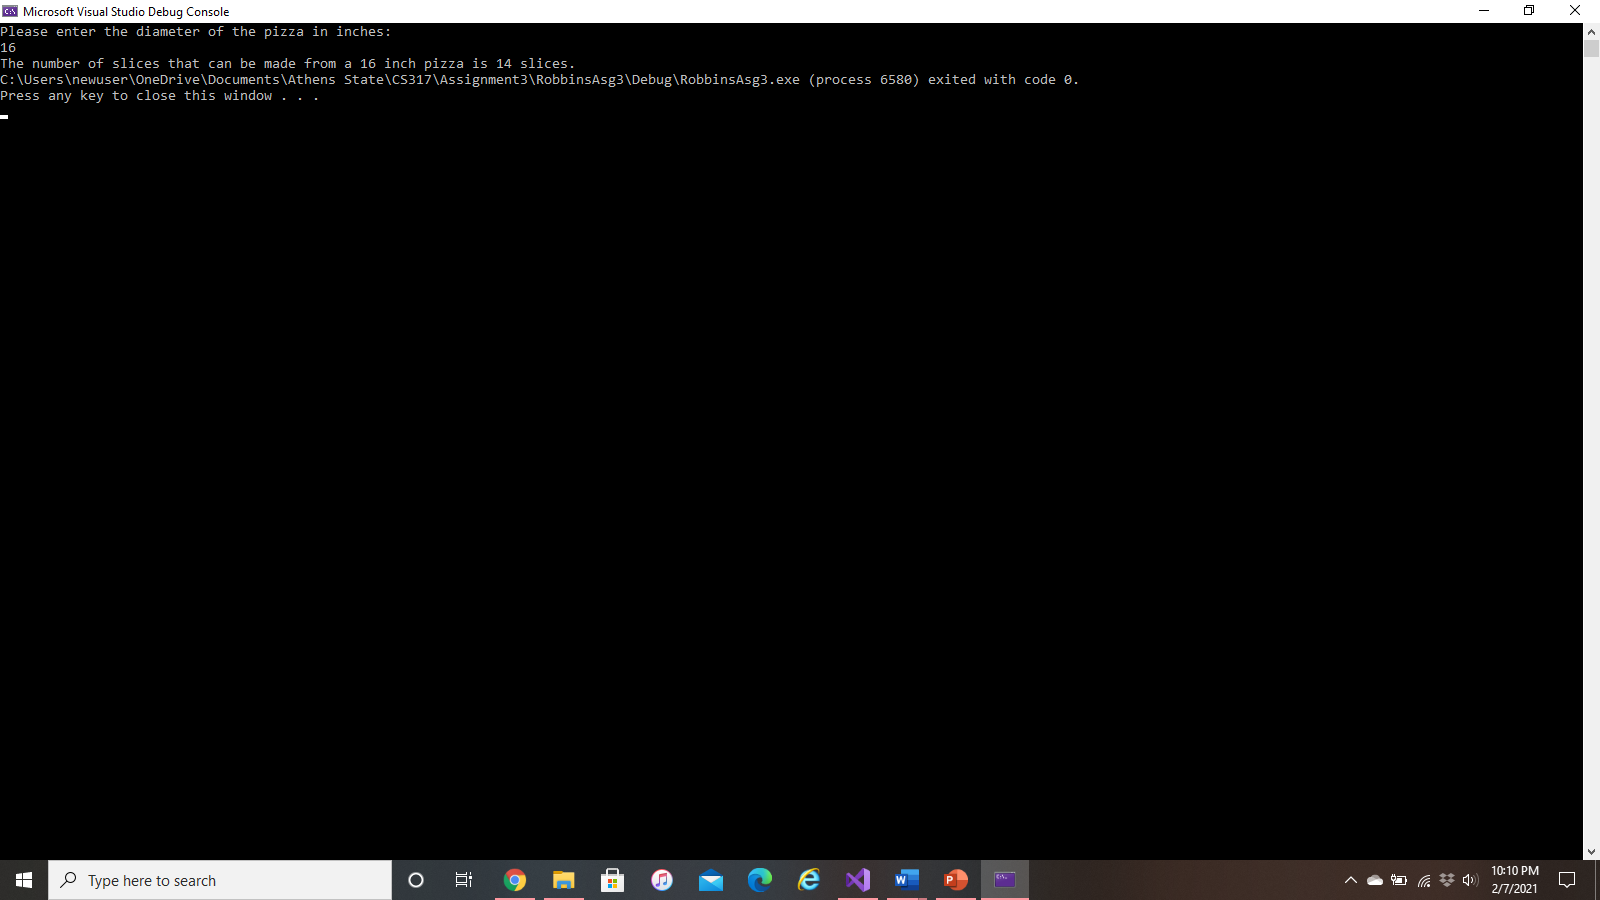 Microsoft Visual Studio Debug Console
Please enter the diameter of the pizza in inches:
16
The number of slices that can be made from a 16 inch pizza is 14 slices.
C:\Users\newuser\OneDrive\Documents\Athens State\CS317\Assignment3\RobbinsAsg3\Debug\RobbinsAsg3.exe (process 6580) exited with code 0.
Press any key to close this window . . .
Type here to search
10:10 PM
2/7/2021